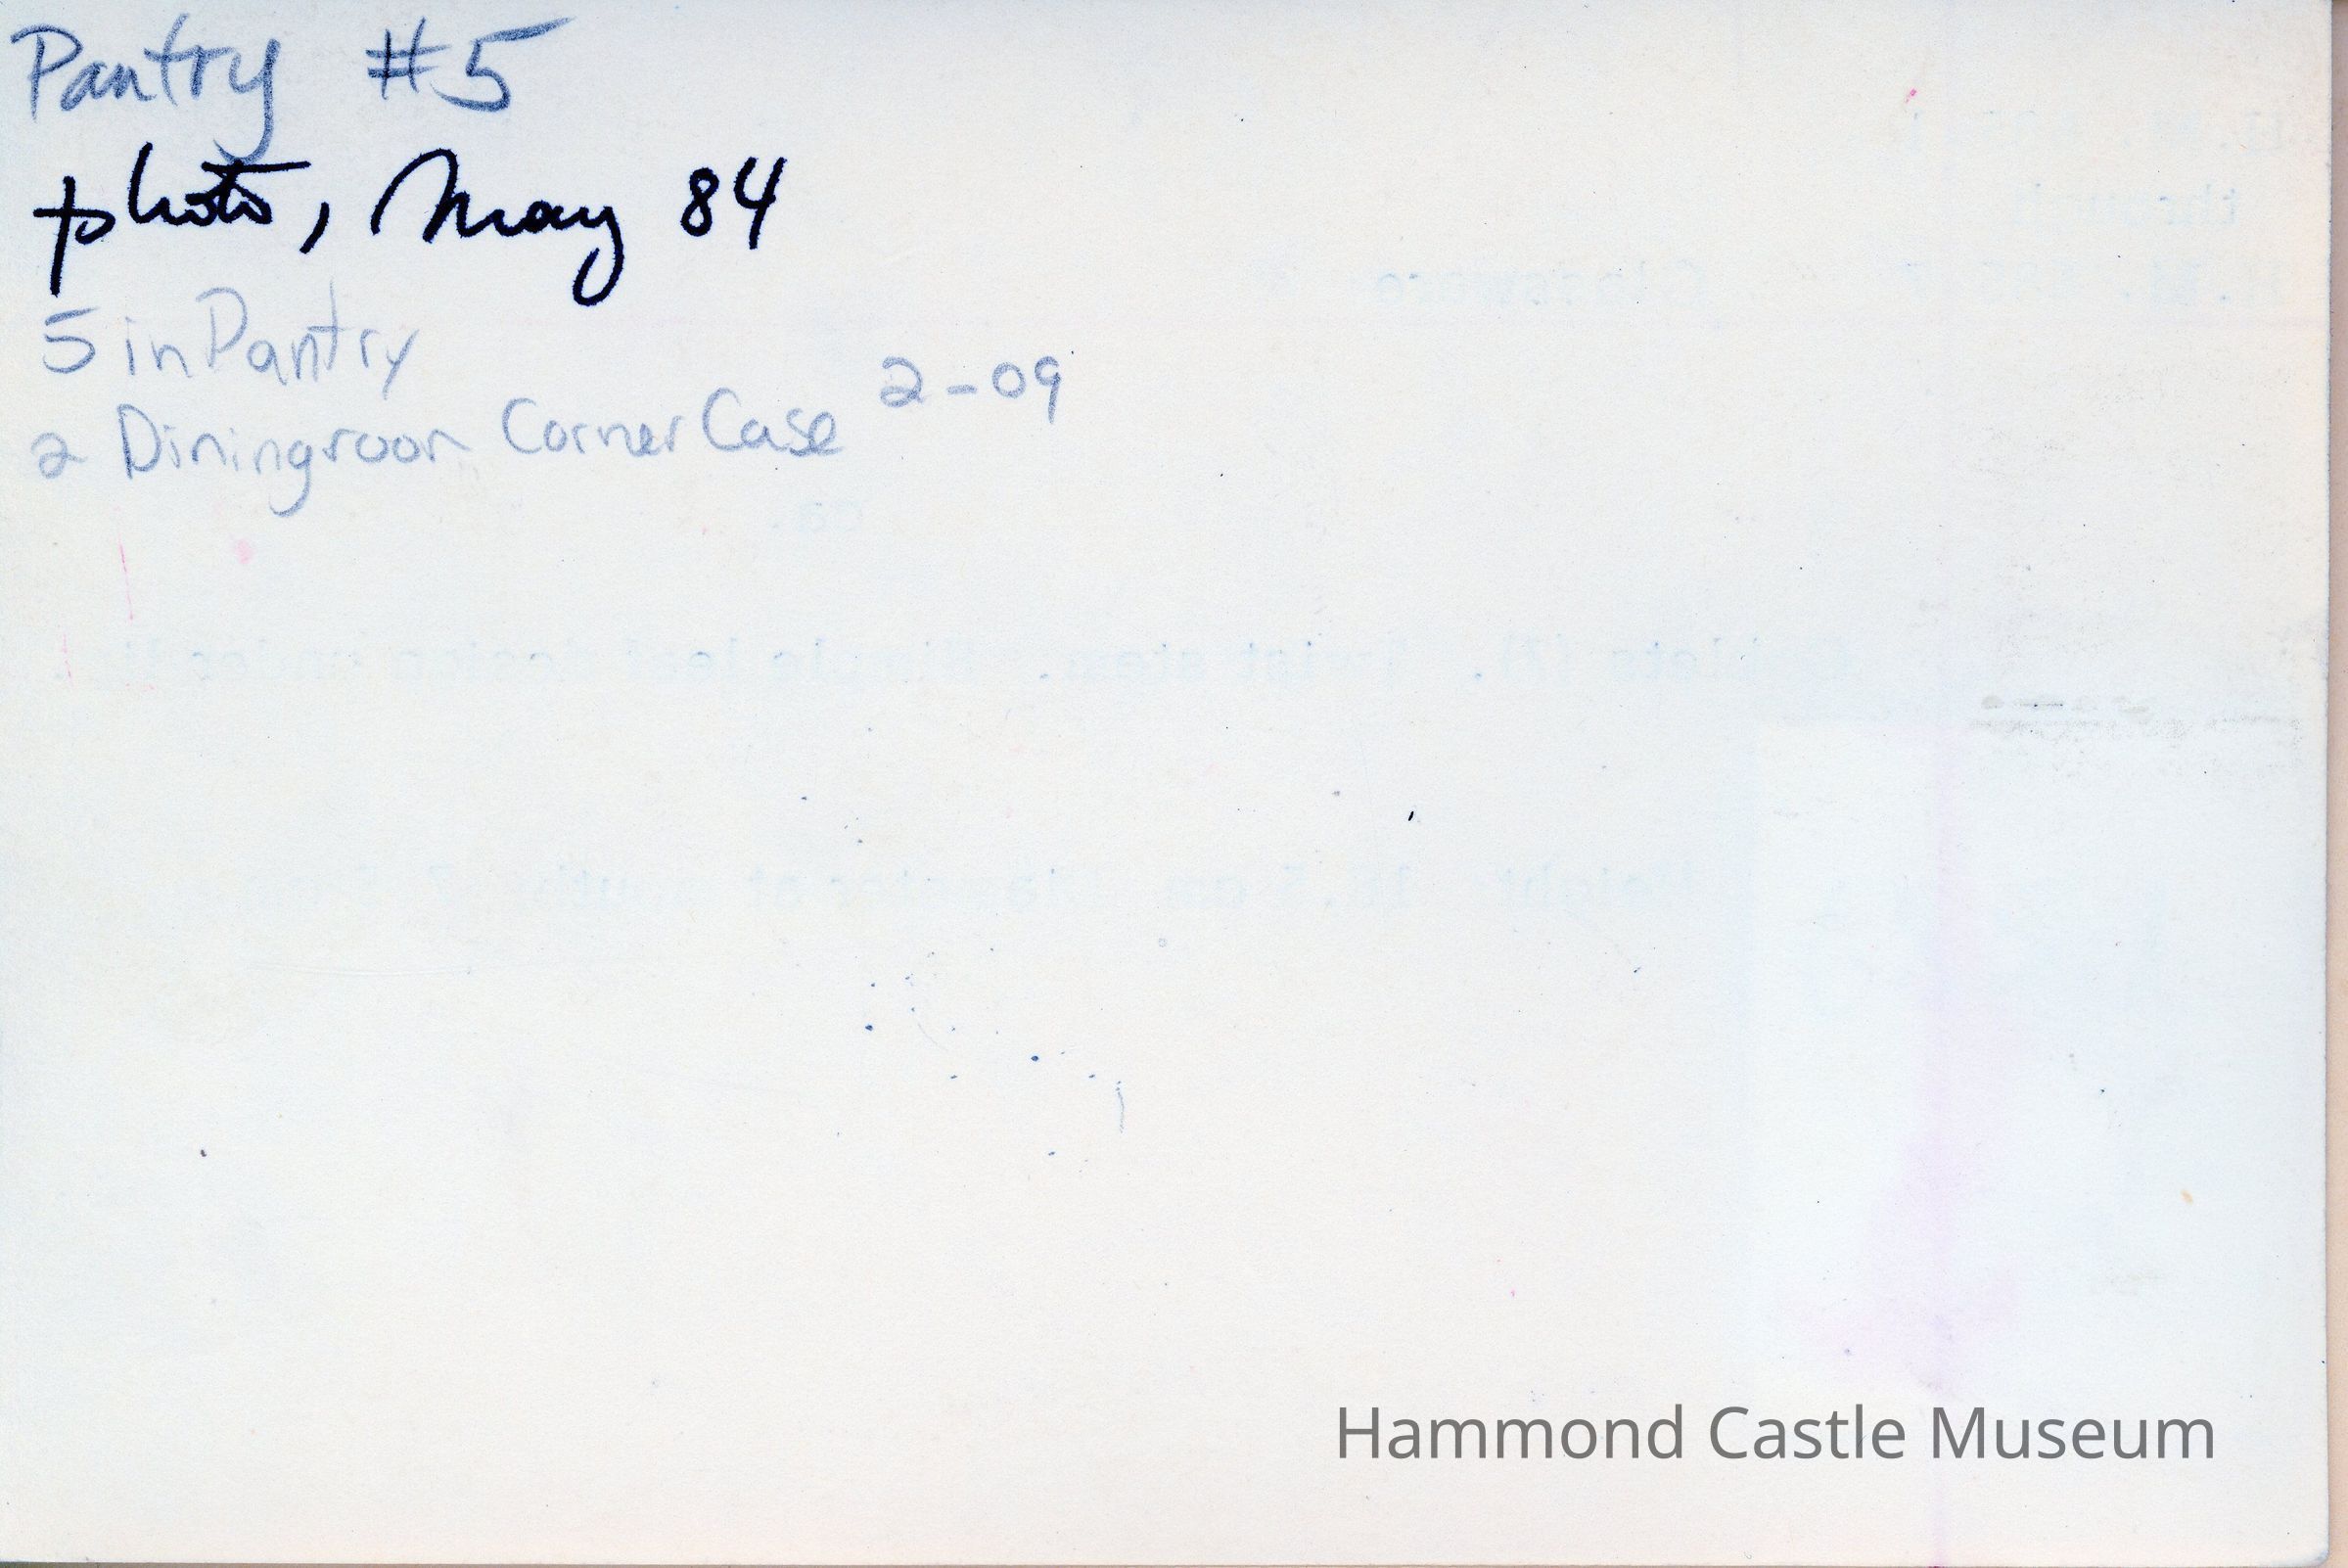 Pantry #5
photo, May 84
5 in Pantry
2 Diningroom Corner Case 2-09
Hammond Castle Museum